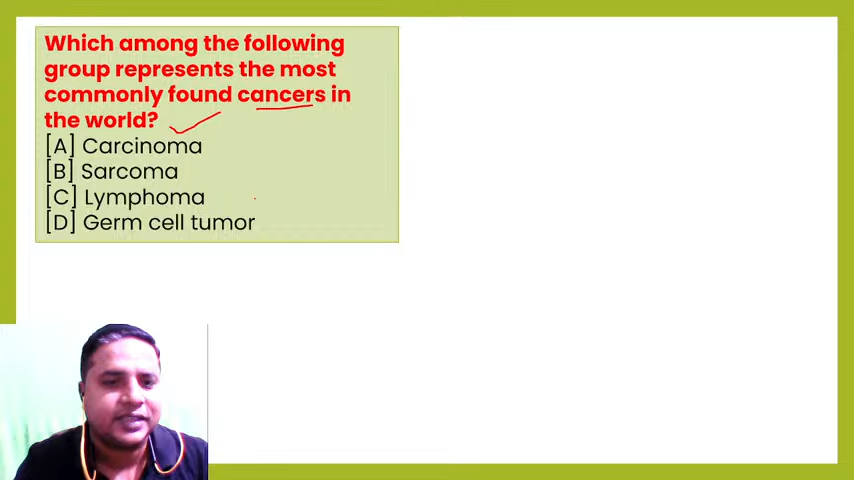 Which among the following
group represents the most
commonly found cancers in
the world?
[A] Carcinoma
[B] Sarcoma
[C] Lymphoma
[D] Germ cell tumor